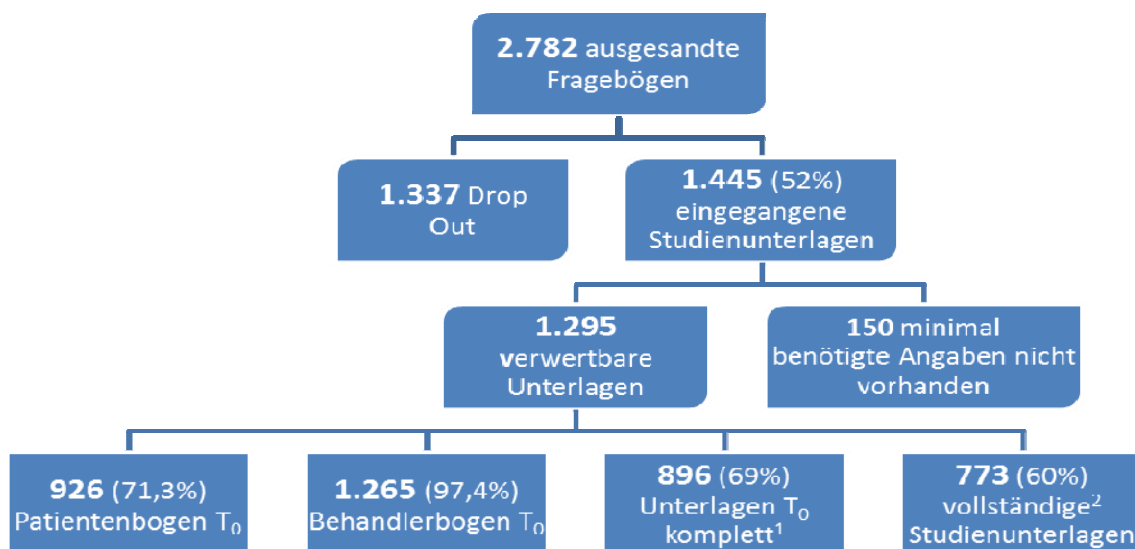 2.782 ausgesandte
Fragebögen
1.337 Drop
Out
1.445 (52%)
eingegangene
Studienunterlagen
1.295
verwertbare
Unterlagen
150 minimal
benötigte Angaben nicht
vorhanden
926 (71,3%)
Patientenbogen T₀
1.265 (97,4%)
Behandlerbogen T₀
896 (69%)
Unterlagen T₀
komplett¹
773 (60%)
vollständige²
Studienunterlagen